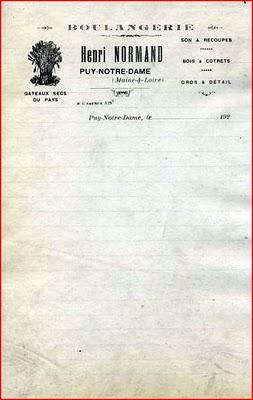 BOULANGERIE
Henri NORMAND
PUY-NOTRE-DAME
(Maine-&-Loire)
SON & RECOUPES
BOIS & COTRETS
GROS & DÉTAIL
GATEAUX SECS
DU PAYS
Puy-Notre-Dame, le 192